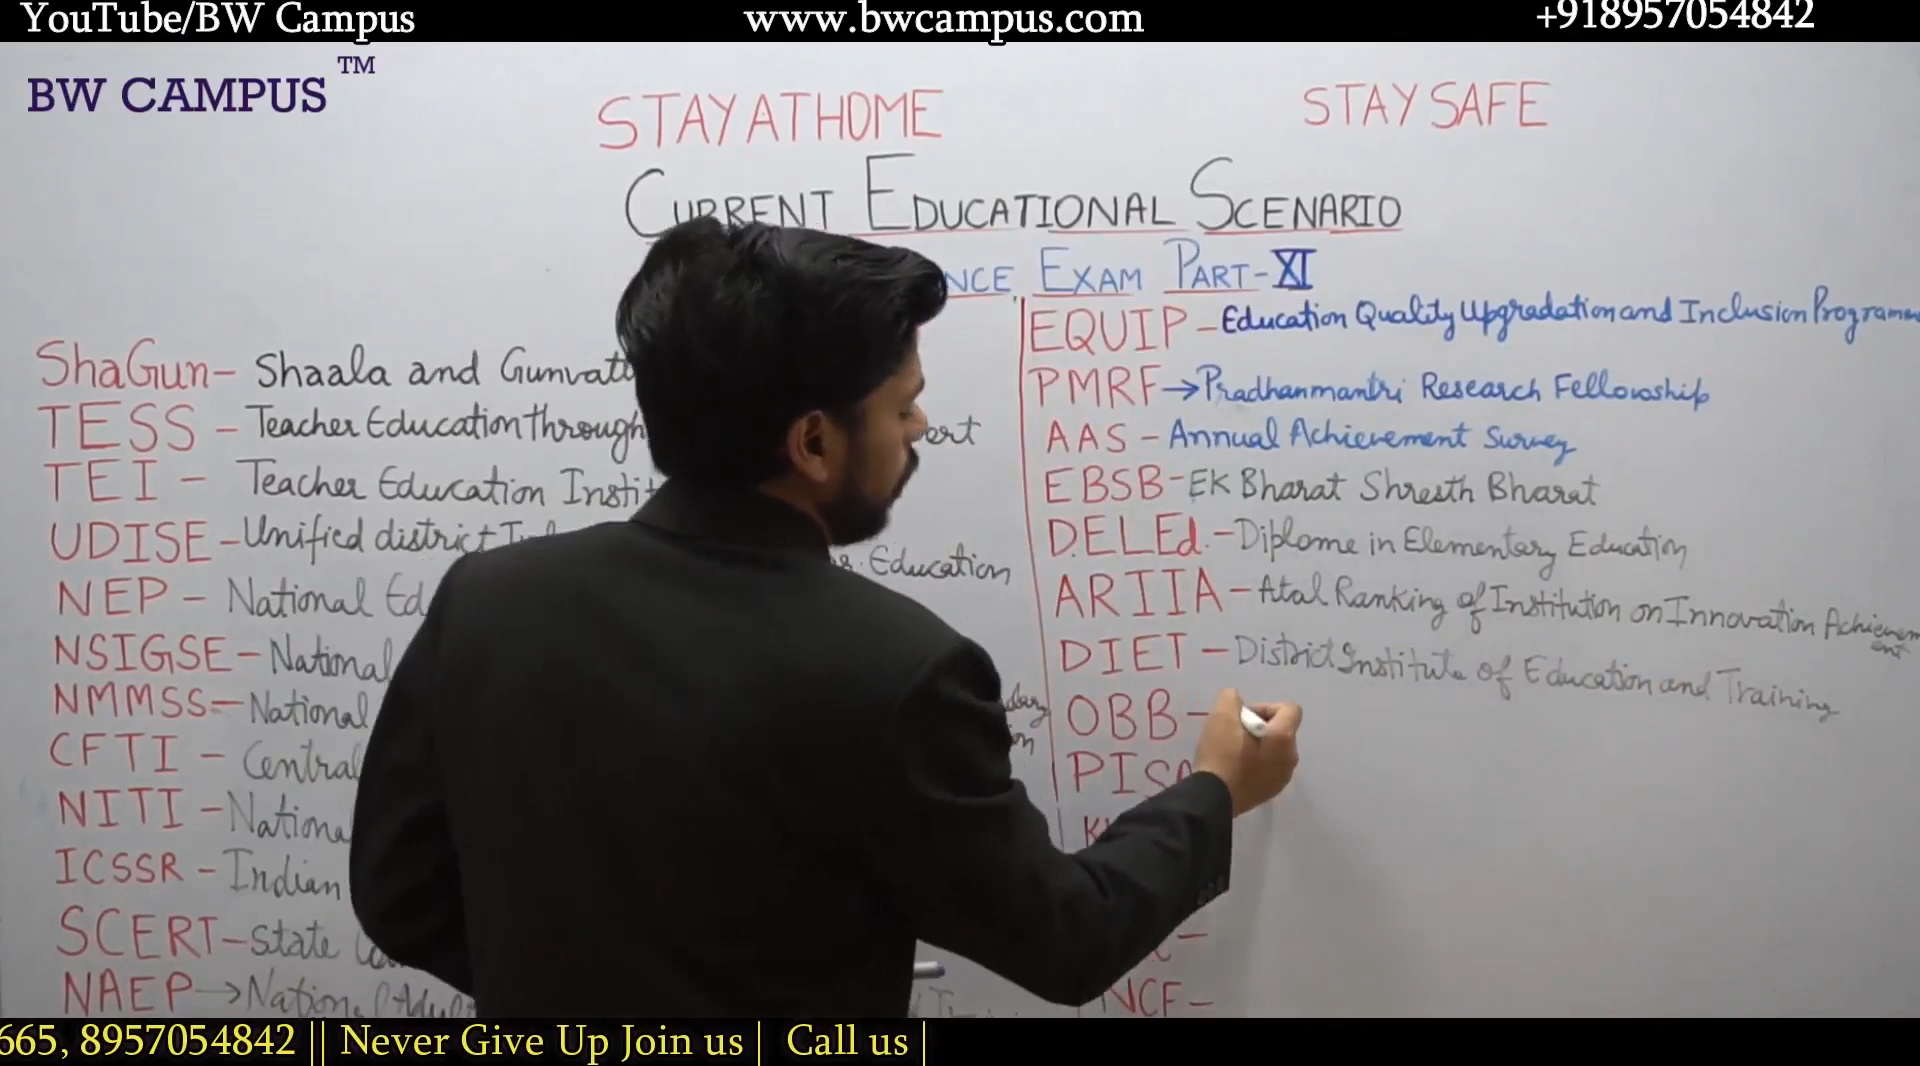 YouTube/BW Campus
www.bwcampus.com
+918957054842
BW CAMPUS TM
STAY AT HOME
STAY SAFE
CURRENT EDUCATIONAL SCENARIO
NCE EXAM PART-XI
ShaGun- Shaala and Gunvatt
TESS - Teacher Education through
TEI - Teacher Education Instit
UDISE - Unified district Education
NEP - National Ed
NSIGSE - National
NMMSS - National
CFTI - Central
NITI - Nationa
ICSSR - Indian
SCERT - State
NAEP → National Adul
EQUIP - Education Quality Upgradation and Inclusion Programm
PMRF → Pradhanmantri Research Fellowship
AAS - Annual Achievement Survey
EBSB - EK Bharat Shresth Bharat
D.EL.Ed. - Diplome in Elementary Education
ARIIA - Atal Ranking of Institution on Innovation Achievement
DIET - District Institute of Education and Training
OBB -
PISA
NCF -
665, 8957054842 || Never Give Up Join us | Call us |